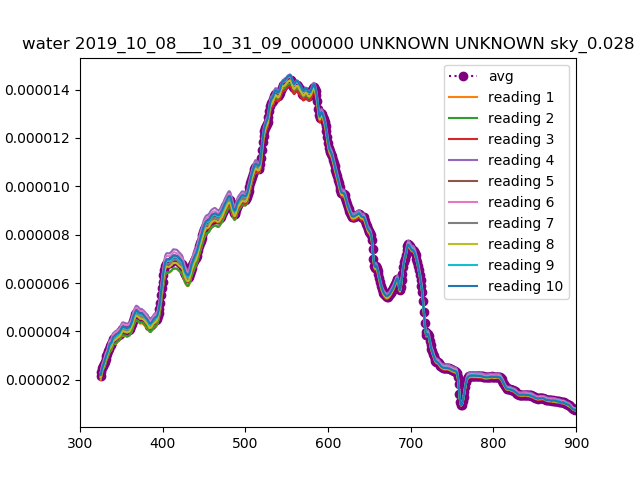 water 2019_10_08___10_31_09_000000 UNKNOWN UNKNOWN sky_0.028
0.000014
0.000012
0.000010
0.000008
0.000006
0.000004
0.000002
300 400 500 600 700 800 900
avg
reading 1
reading 2
reading 3
reading 4
reading 5
reading 6
reading 7
reading 8
reading 9
reading 10